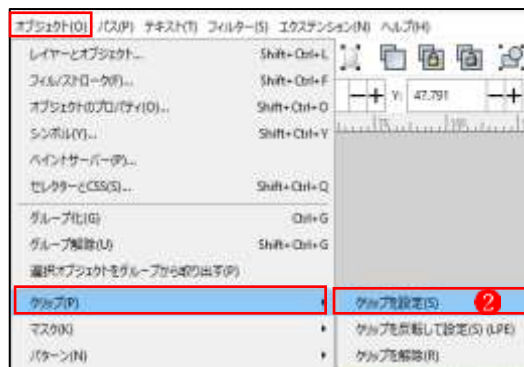 オブジェクト(O) パス(P) テキスト(T) フィルター(S) エクステンション(N) ヘルプ(H)
レイヤーとオブジェクト... Shift+Ctrl+L
フィル/ストローク(F)... Shift+Ctrl+F
オブジェクトのプロパティ(O)... Shift+Ctrl+O
Y: 47.791
シンボル(Y)... Shift+Ctrl+Y
ペイントサーバー(P)...
セレクターとCSS(S)... Shift+Ctrl+Q
グループ化(G) Ctrl+G
グループ解除(U) Shift+Ctrl+G
選択オブジェクトをグループから取り出す(P)
クリップ(P) クリップを設定(S) 2
マスク(K) クリップを反転して設定(S) (LPE)
パターン(N) クリップを解除(R)